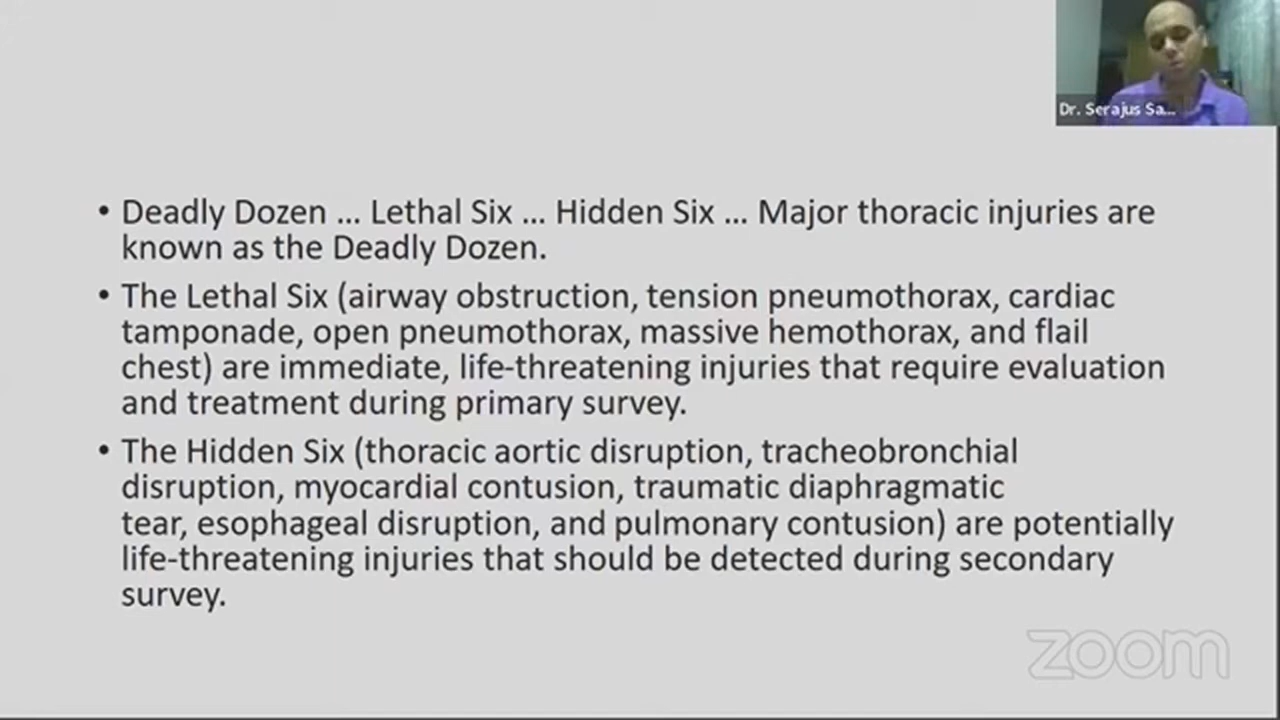 Dr. Serajus Sa...
• Deadly Dozen ... Lethal Six ... Hidden Six ... Major thoracic injuries are
known as the Deadly Dozen.
• The Lethal Six (airway obstruction, tension pneumothorax, cardiac
tamponade, open pneumothorax, massive hemothorax, and flail
chest) are immediate, life-threatening injuries that require evaluation
and treatment during primary survey.
• The Hidden Six (thoracic aortic disruption, tracheobronchial
disruption, myocardial contusion, traumatic diaphragmatic
tear, esophageal disruption, and pulmonary contusion) are potentially
life-threatening injuries that should be detected during secondary
survey.
zoom